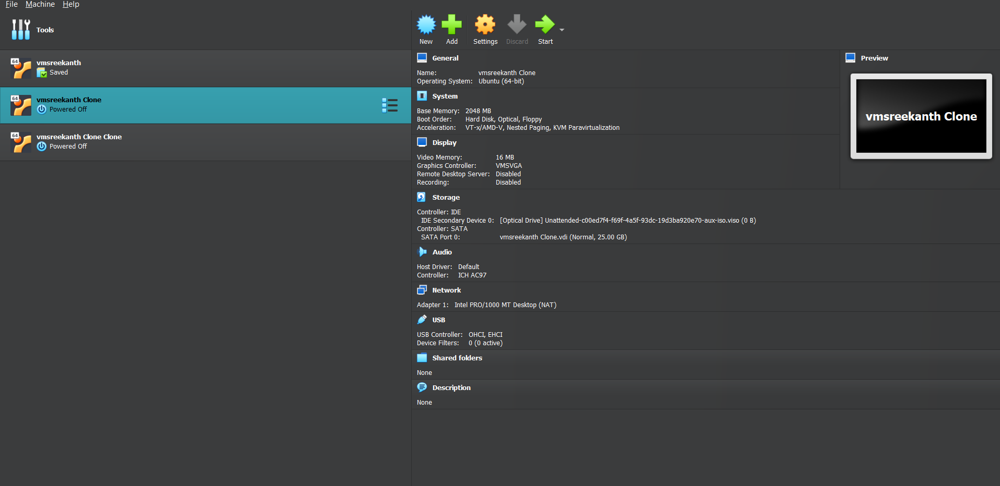 File Machine Help
Tools
New Add Settings Discard Start
64
vmsreekanth
Saved
64
vmsreekanth Clone
Powered Off
64
vmsreekanth Clone Clone
Powered Off
General
Name: vmsreekanth Clone
Operating System: Ubuntu (64-bit)
System
Base Memory: 2048 MB
Boot Order: Hard Disk, Optical, Floppy
Acceleration: VT-x/AMD-V, Nested Paging, KVM Paravirtualization
Display
Video Memory: 16 MB
Graphics Controller: VMSVGA
Remote Desktop Server: Disabled
Recording: Disabled
Preview
vmsreekanth Clone
Storage
Controller: IDE
IDE Secondary Device 0: [Optical Drive] Unattended-c00ed7f4-f69f-4a5f-93dc-19d3ba920e70-aux-iso.viso (0 B)
Controller: SATA
SATA Port 0: vmsreekanth Clone.vdi (Normal, 25.00 GB)
Audio
Host Driver: Default
Controller: ICH AC97
Network
Adapter 1: Intel PRO/1000 MT Desktop (NAT)
USB
USB Controller: OHCI, EHCI
Device Filters: 0 (0 active)
Shared folders
None
Description
None